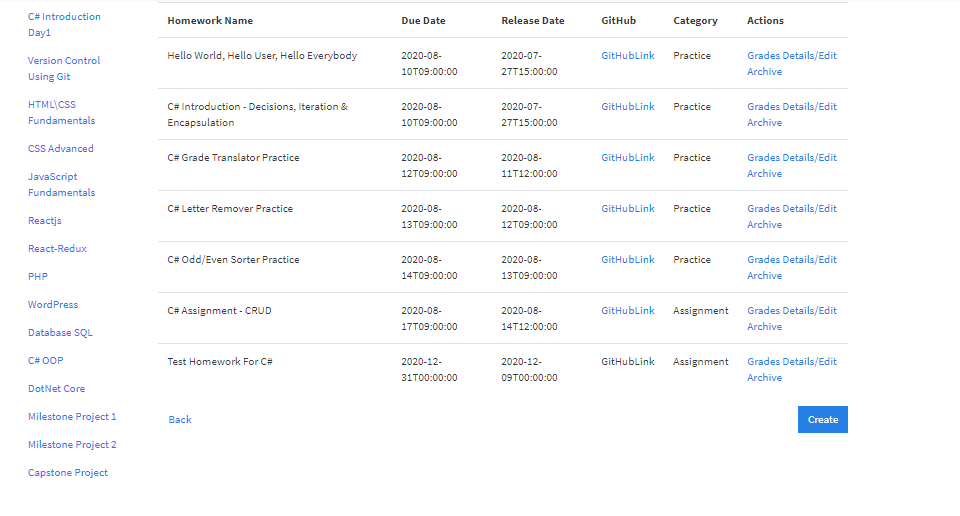 C# Introduction
Day1
Version Control
Using Git
HTML\CSS
Fundamentals
CSS Advanced
JavaScript
Fundamentals
Reactjs
React-Redux
PHP
WordPress
Database SQL
C# OOP
DotNet Core
Milestone Project 1
Milestone Project 2
Capstone Project
Homework Name Due Date Release Date GitHub Category Actions
Hello World, Hello User, Hello Everybody 2020-08- 2020-07- GitHubLink Practice Grades Details/Edit
10T09:00:00 27T15:00:00 Archive
C# Introduction - Decisions, Iteration & 2020-08- 2020-07- GitHubLink Practice Grades Details/Edit
Encapsulation 10T09:00:00 27T15:00:00 Archive
C# Grade Translator Practice 2020-08- 2020-08- GitHubLink Practice Grades Details/Edit
12T09:00:00 11T12:00:00 Archive
C# Letter Remover Practice 2020-08- 2020-08- GitHubLink Practice Grades Details/Edit
13T09:00:00 12T09:00:00 Archive
C# Odd/Even Sorter Practice 2020-08- 2020-08- GitHubLink Practice Grades Details/Edit
14T09:00:00 13T09:00:00 Archive
C# Assignment - CRUD 2020-08- 2020-08- GitHubLink Assignment Grades Details/Edit
17T09:00:00 14T12:00:00 Archive
Test Homework For C# 2020-12- 2020-12- GitHubLink Assignment Grades Details/Edit
31T00:00:00 09T00:00:00 Archive
Back Create